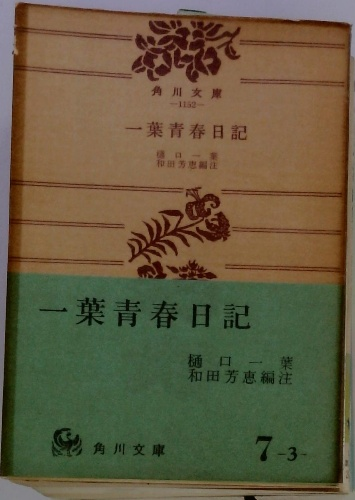 角川文庫
—1152—
一葉青春日記
樋口一葉
和田芳恵編注
一葉青春日記
樋口一葉
和田芳恵編注
角川文庫
7-3-